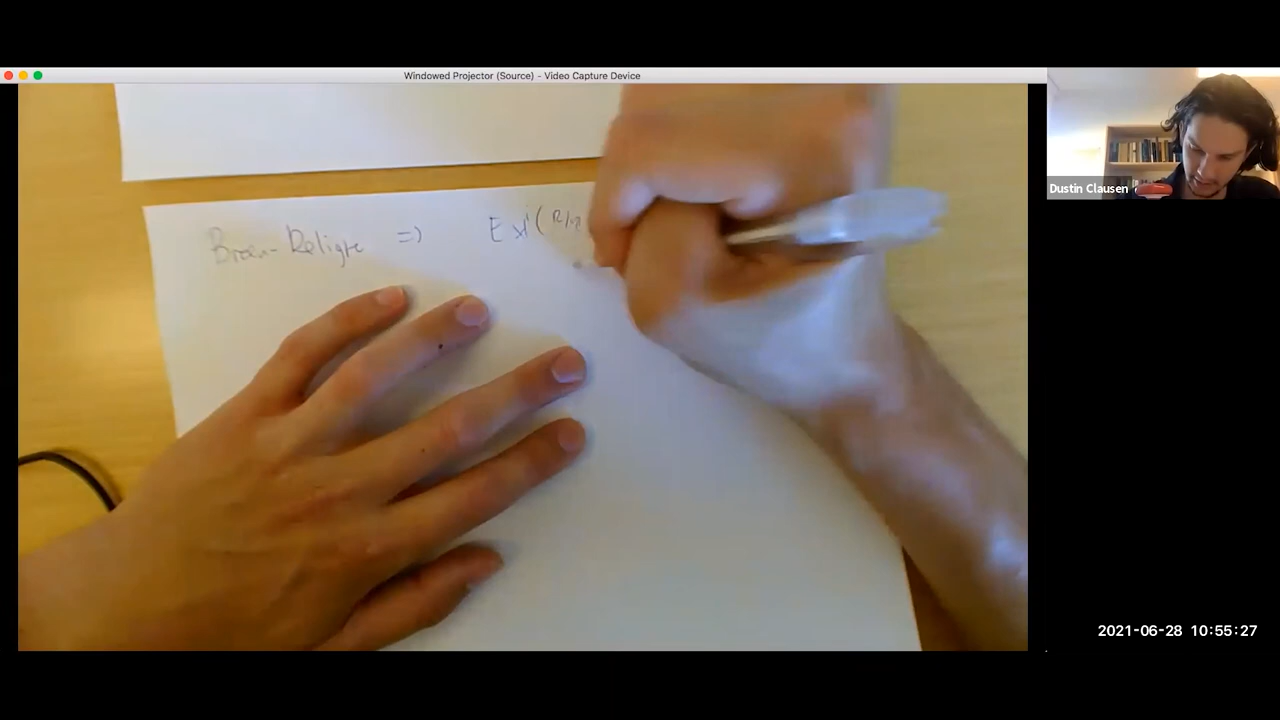 Windowed Projector (Source) - Video Capture Device
Dustin Clausen
Breen-Deligne => Ext^i( R/Z
2021-06-28 10:55:27